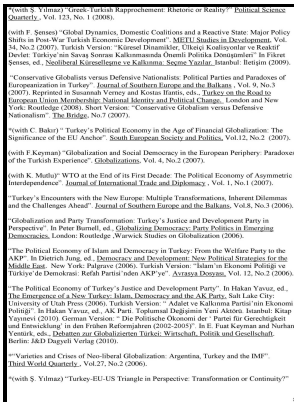 *(with Ş. Yılmaz) "Greek-Turkish Rapprochement: Rhetoric or Reality?" Political Science
Quarterly , Vol. 123, No. 1 (2008).
(with F. Şenses) "Global Dynamics, Domestic Coalitions and a Reactive State: Major Policy
Shifts in Post-War Turkish Economic Development". METU Studies in Development, Vol.
34, No.2 (2007). Turkish Version: "Küresel Dinamikler, Ülkeiçi Koalisyonlar ve Reaktif
Devlet: Türkiye'nin Savaş Sonrası Kalkınmasında Önemli Politika Dönüşümleri" In Fikret
Şenses, ed., Neoliberal Küreselleşme ve Kalkınma: Seçme Yazılar. Istanbul: İletişim (2009).
"Conservative Globalists versus Defensive Nationalists: Political Parties and Paradoxes of
Europeanization in Turkey" Journal of Southern Europe and the Balkans , Vol. 9, No.3
(2007). Reprinted in Susannah Verney and Kostas Ifantis, eds., Turkey on the Road to
European Union Membership: National Identity and Political Change. London and New
York: Routledge (2008). Short Version: "Conservative Globalism versus Defensive
Nationalism". The Bridge, No.7 (2007).
*(with C. Bakır) " Turkey's Political Economy in the Age of Financial Globalization: The
Significance of the EU Anchor". South European Society and Politics, Vol.12, No.2 (2007).
(with F.Keyman) "Globalization and Social Democracy in the European Periphery: Paradoxes
of the Turkish Experience". Globalizations, Vol. 4, No.2 (2007).
(with K. Mutlu)" WTO at the End of its First Decade: The Political Economy of Asymmetric
Interdependence". Journal of International Trade and Diplomacy , Vol. 1, No.1 (2007).
"Turkey's Encounters with the New Europe: Multiple Transformations, Inherent Dilemmas
and the Challenges Ahead". Journal of Southern Europe and the Balkans, Vol.8, No.3 (2006).
"Globalization and Party Transformation: Turkey's Justice and Development Party in
Perspective". In Peter Burnell, ed., Globalizing Democracy: Party Politics in Emerging
Democracies. London: Routledge ,Warwick Studies on Globalization (2006).
"The Political Economy of Islam and Democracy in Turkey: From the Welfare Party to the
AKP". In Dietrich Jung, ed., Democracy and Development: New Political Strategies for the
Middle East. New York: Palgrave (2006). Turkish Version: "İslam'ın Ekonomi Politiği ve
Türkiye'de Demokrasi: Refah Partisi'nden AKP'ye". Avrasya Dosyası, Vol. 12, No.2 (2006).
"The Political Economy of Turkey's Justice and Development Party". In Hakan Yavuz, ed.,
The Emergence of a New Turkey: Islam, Democracy and the AK Party, Salt Lake City:
University of Utah Press (2006). Turkish Version: " Adalet ve Kalkınma Partisi'nin Ekonomi
Politiği". In Hakan Yavuz, ed., AK Parti. Toplumsal Değişimin Yeni Aktörü. Istanbul: Kitap
Yayınevi (2010). German Version: " Die Politische Ökonomi der ' Partei für Gerechtigkeit
und Entwicklung' in den Frühen Reformjahren (2002-2005)". In E. Fuat Keyman and Nurhan
Yentürk, eds., Debatten zur Globalizierten Türkei: Wirtschaft, Politik und Gesellschaft.
Berlin: J&D Dagyeli Verlag (2010).
*"Varieties and Crises of Neo-liberal Globalization: Argentina, Turkey and the IMF".
Third World Quarterly , Vol.27, No.2 (2006).
*(with Ş. Yılmaz) "Turkey-EU-US Triangle in Perspective: Transformation or Continuity?"